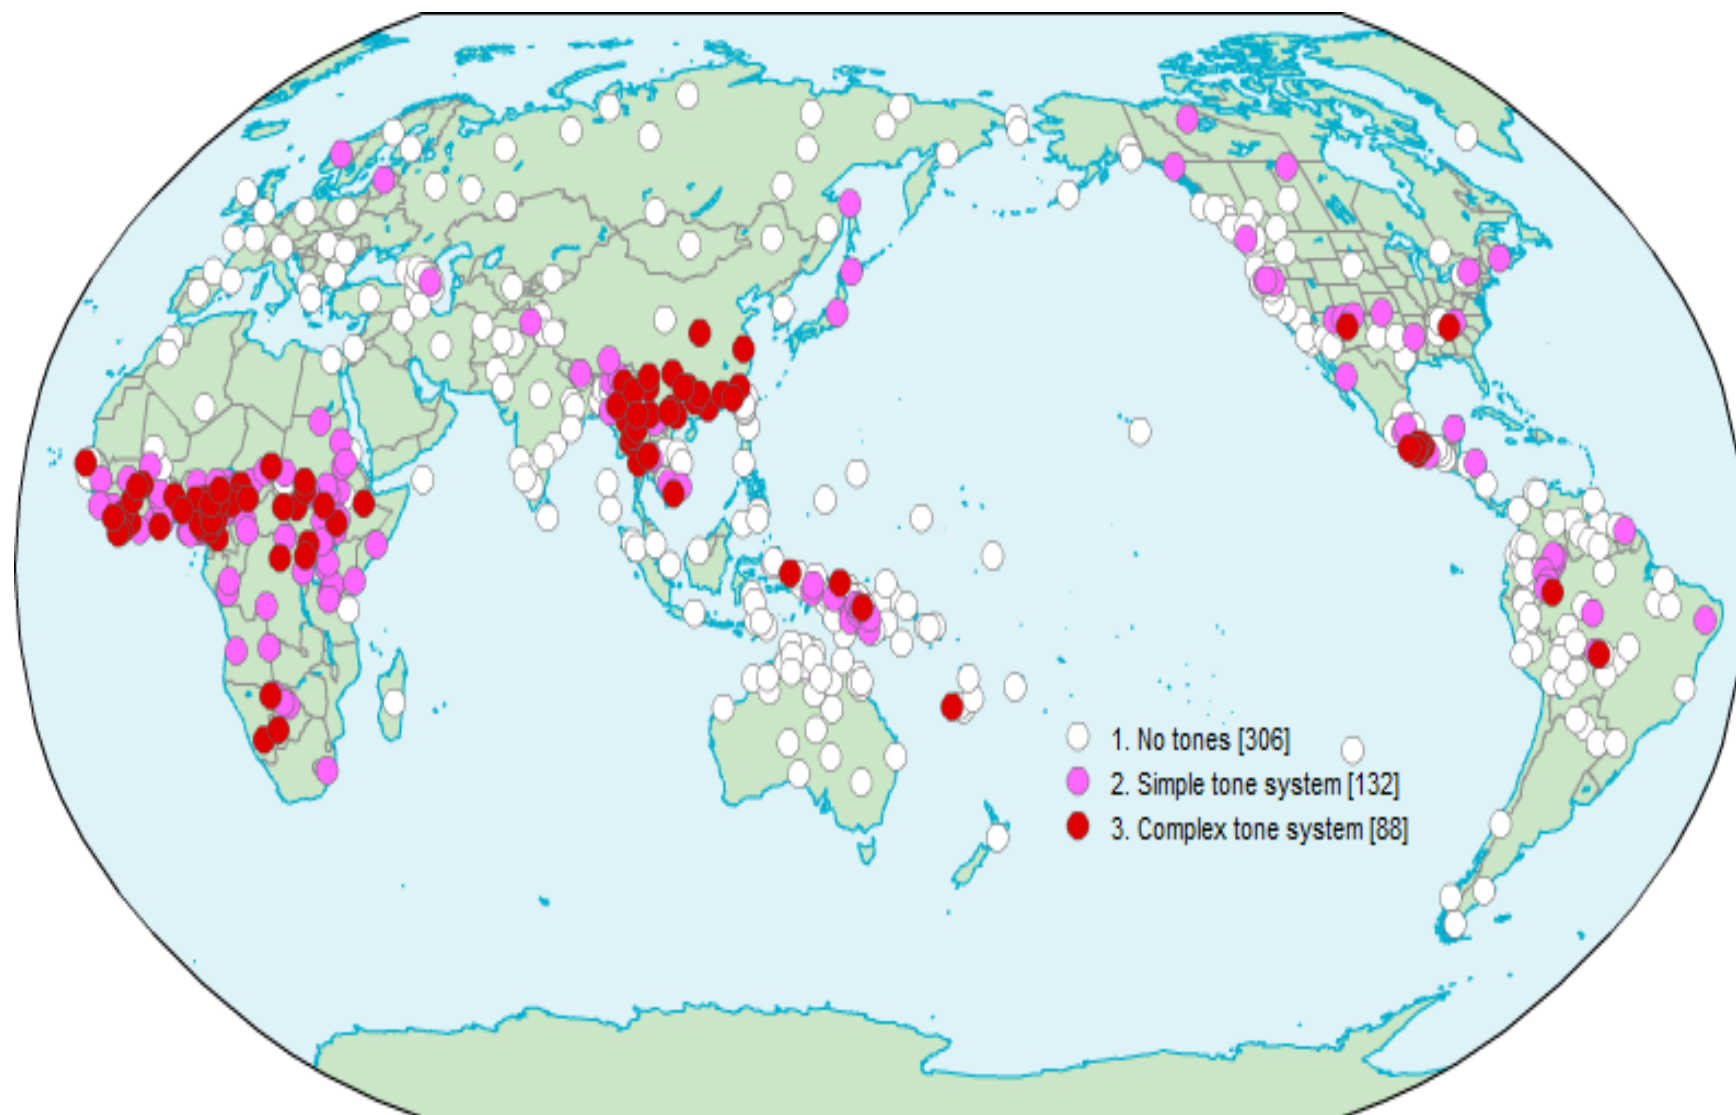 1. No tones [306]
2. Simple tone system [132]
3. Complex tone system [88]